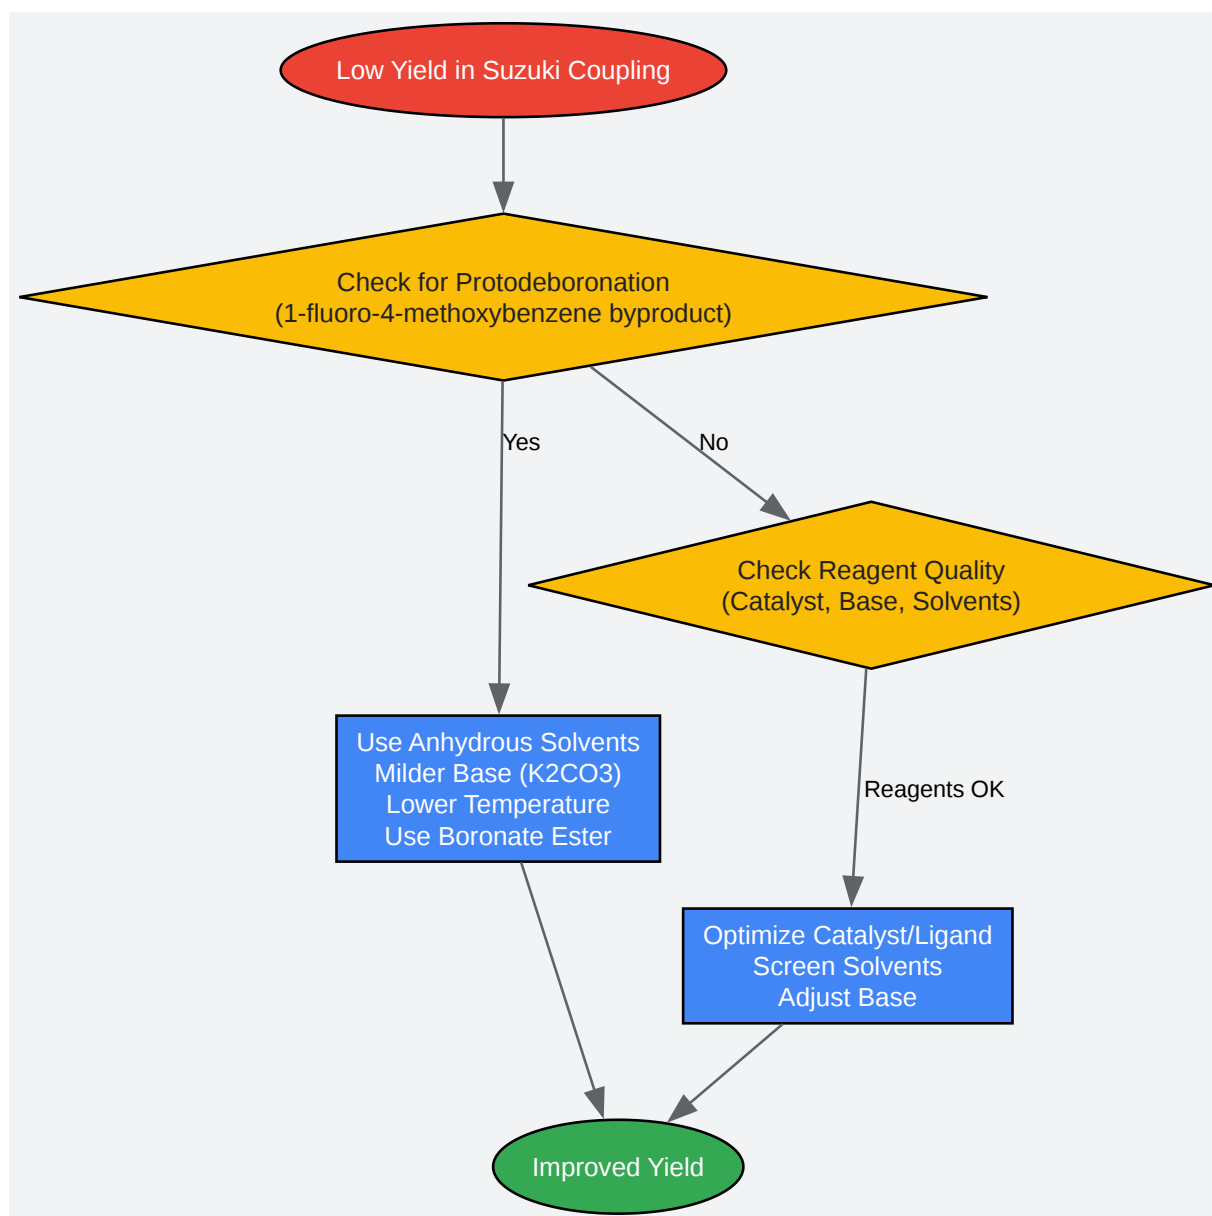 Low Yield in Suzuki Coupling
Check for Protodeboronation
(1-fluoro-4-methoxybenzene byproduct)
Yes
No
Check Reagent Quality
(Catalyst, Base, Solvents)
Use Anhydrous Solvents
Milder Base (K2CO3)
Lower Temperature
Use Boronate Ester
Reagents OK
Optimize Catalyst/Ligand
Screen Solvents
Adjust Base
Improved Yield